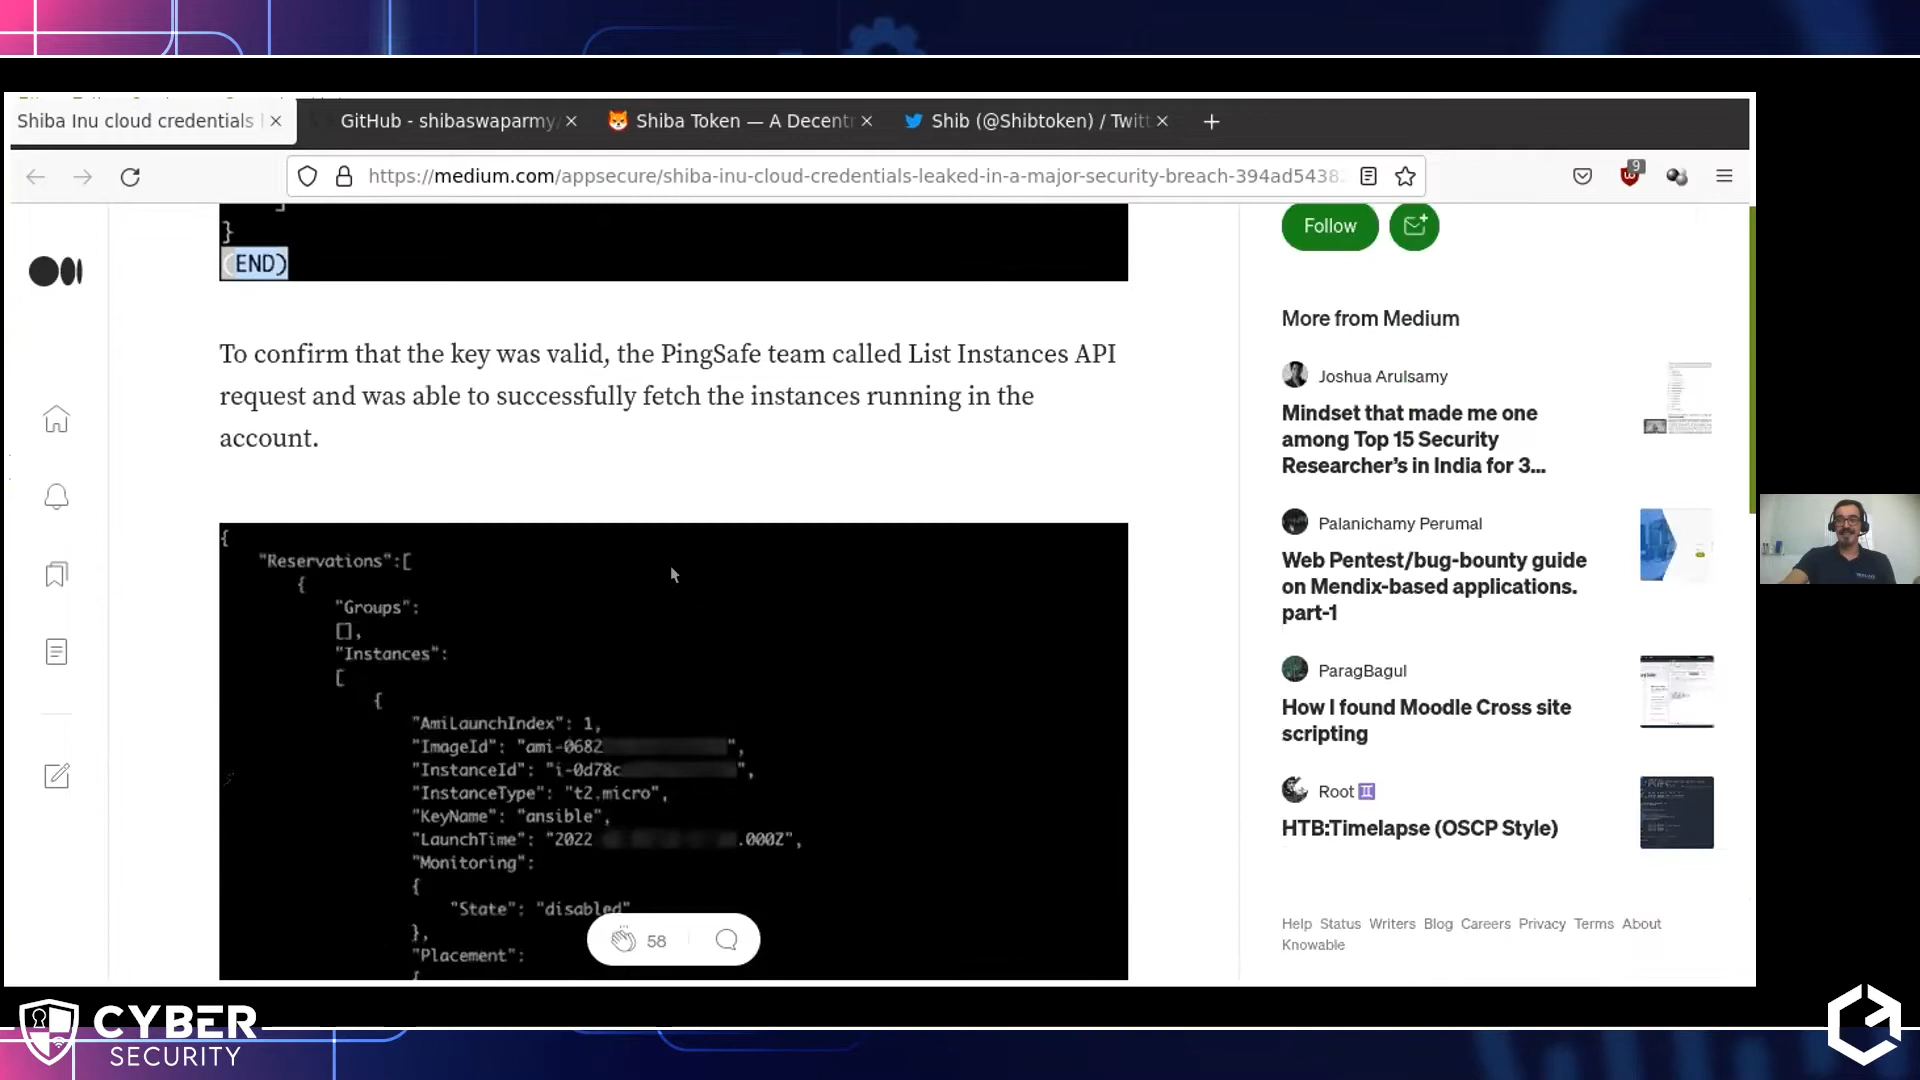 Shiba Inu cloud credentials
GitHub - shibaswaparmy,
Shiba Token — A Decent
Shib (@Shibtoken) / Twitt
https://medium.com/appsecure/shiba-inu-cloud-credentials-leaked-in-a-major-security-breach-394ad5438
9
}
(END)
To confirm that the key was valid, the PingSafe team called List Instances API
request and was able to successfully fetch the instances running in the
account.
{
"Reservations":[
{
"Groups":
[],
"Instances":
[
{
"AmiLaunchIndex": 1,
"ImageId": "ami-0682 ",
"InstanceId": "i-0d78c ",
"InstanceType": "t2.micro",
"KeyName": "ansible",
"LaunchTime": "2022 .000Z",
"Monitoring":
{
"State": "disabled"
},
"Placement":
{
58
Follow
More from Medium
Joshua Arulsamy
Mindset that made me one
among Top 15 Security
Researcher's in India for 3...
Palanichamy Perumal
Web Pentest/bug-bounty guide
on Mendix-based applications.
part-1
ParagBagul
How I found Moodle Cross site
scripting
Root ♊
HTB:Timelapse (OSCP Style)
Help Status Writers Blog Careers Privacy Terms About
Knowable
CYBER
SECURITY